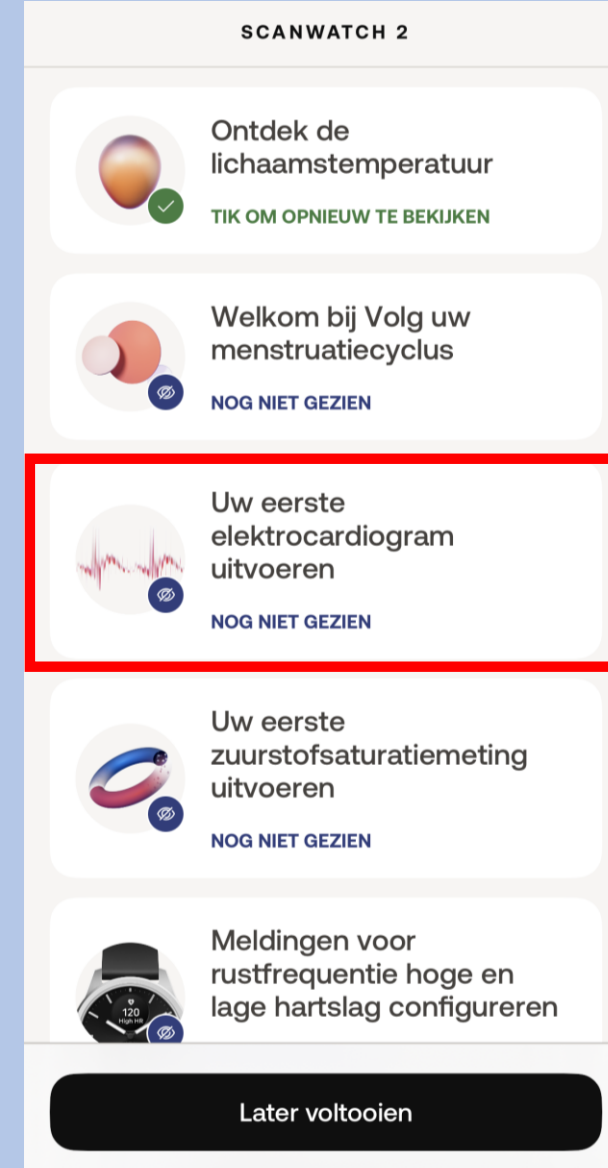 SCANWATCH 2
Ontdek de
lichaamstemperatuur
TIK OM OPNIEUW TE BEKIJKEN
Welkom bij Volg uw
menstruatiecyclus
NOG NIET GEZIEN
Uw eerste
elektrocardiogram
uitvoeren
NOG NIET GEZIEN
Uw eerste
zuurstofsaturatiemeting
uitvoeren
NOG NIET GEZIEN
Meldingen voor
rustfrequentie hoge en
lage hartslag configureren
120
High HR
Later voltooien